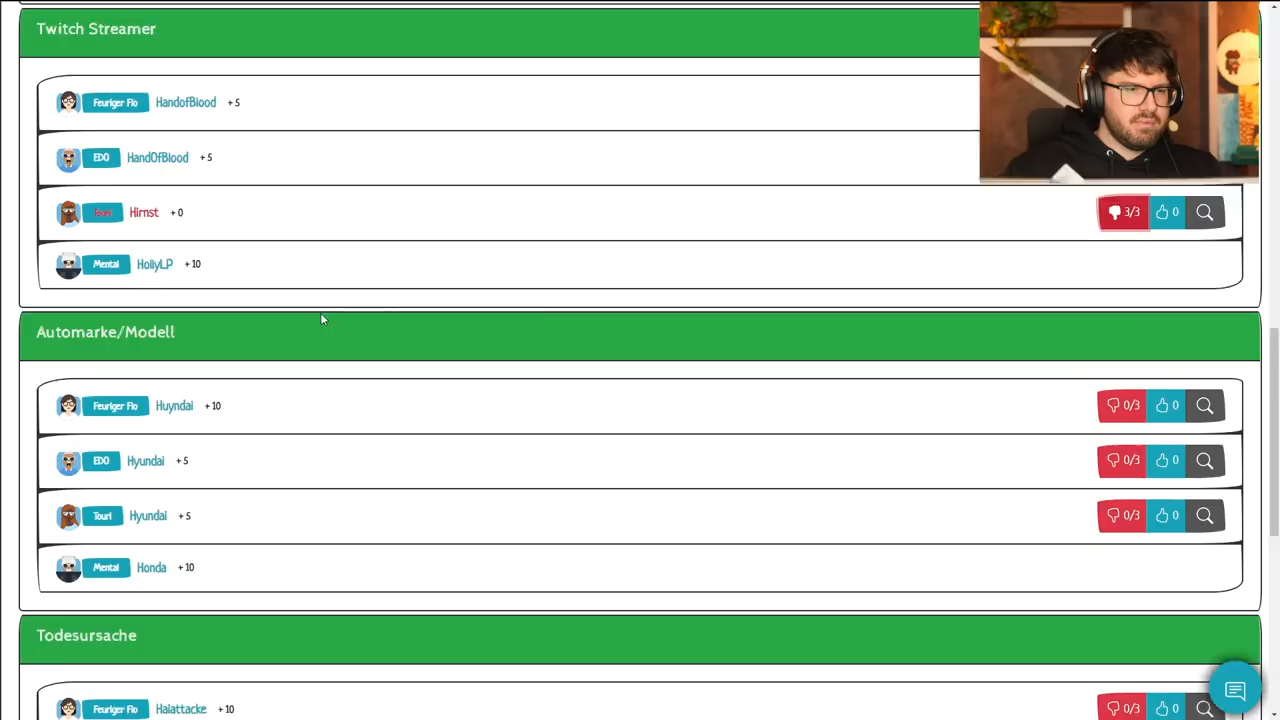 Twitch Streamer
Feuriger Flo HandofBlood + 5
EDO HandOfBlood + 5
Hirnst + 0 3/3 0
Mental HollyLP + 10
Automarke/Modell
Feuriger Flo Huyndai + 10 0/3 0
EDO Hyundai + 5 0/3 0
Touri Hyundai + 5 0/3 0
Mental Honda + 10
Todesursache
Feuriger Flo Haiattacke + 10 0/3 0